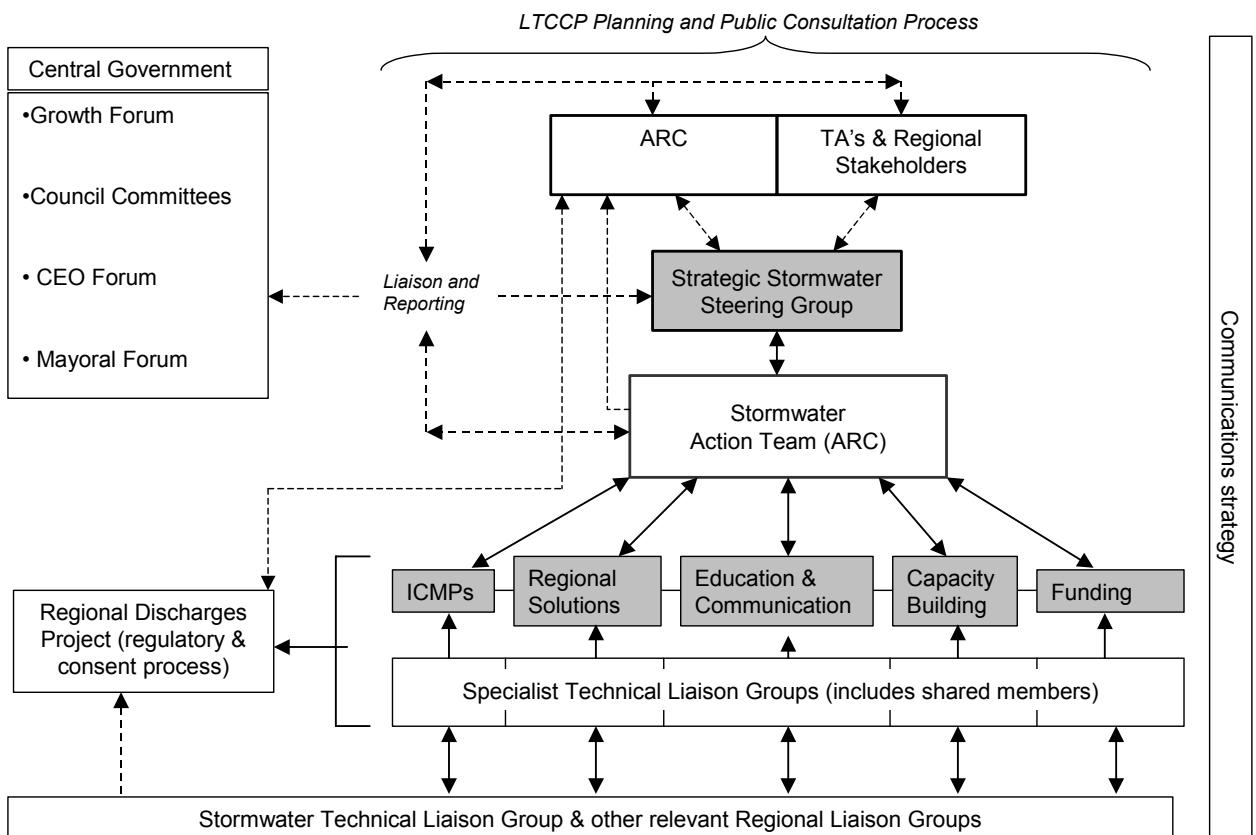 LTCCP Planning and Public Consultation Process
Central Government
•Growth Forum
•Council Committees
• CEO Forum
• Mayoral Forum
ARC
TA's & Regional
Stakeholders
Liaison and
Reporting
Strategic Stormwater
Steering Group
Stormwater
Action Team (ARC)
ICMPs
Regional
Solutions
Education &
Communication
Capacity
Building
Funding
Regional Discharges
Project (regulatory &
consent process)
Specialist Technical Liaison Groups (includes shared members)
Stormwater Technical Liaison Group & other relevant Regional Liaison Groups
Communications strategy